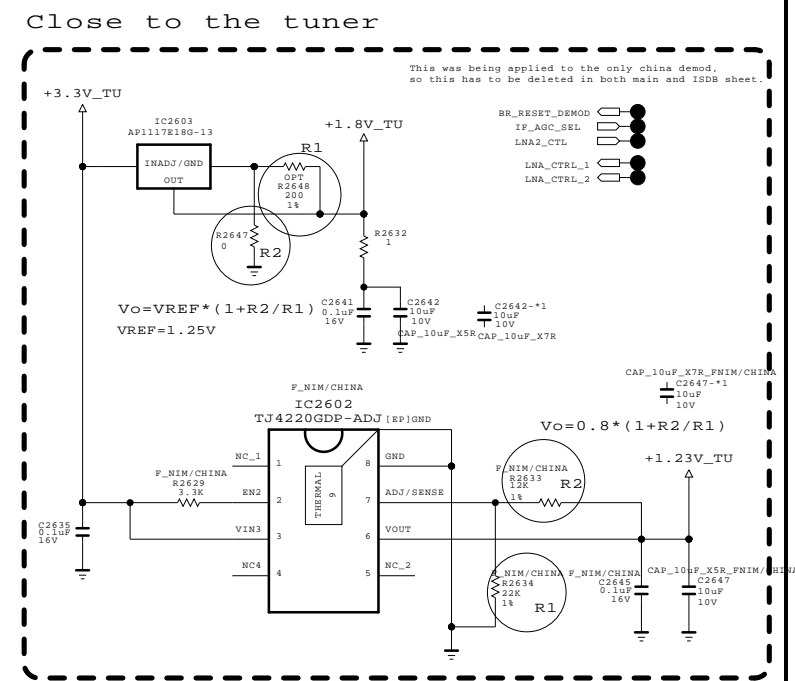 Close to the tuner
This was being applied to the only china demod,
so this has to be deleted in both main and ISDB sheet.
+3.3V_TU
IC2603
AP1117E18G-13
INADJ/GND
OUT
+1.8V_TU
R1
OPT
R2648
200
1%
R2647
0
R2
R2632
1
BR_RESET_DEMOD
IF_AGC_SEL
LNA2_CTL
LNA_CTRL_1
LNA_CTRL_2
Vo=VREF*(1+R2/R1)
VREF=1.25V
C2641
0.1uF
16V
C2642
10uF
10V
CAP_10uF_X5R
C2642-*1
10uF
10V
CAP_10uF_X7R
CAP_10uF_X7R_FNIM/CHINA
C2647-*1
10uF
10V
F_NIM/CHINA
IC2602
TJ4220GDP-ADJ
[EP]GND
Vo=0.8*(1+R2/R1)
+1.23V_TU
NC_1
1
8
GND
F_NIM/CHINA
R2629
3.3K
EN2
2
THERMAL
9
7
ADJ/SENSE
F_NIM/CHINA
R2633
12K
1%
R2
VIN3
3
6
VOUT
C2635
0.1uF
16V
NC4
4
5
NC_2
F_NIM/CHINA
R2634
22K
1%
R1
F_NIM/CHINA
C2645
0.1uF
16V
CAP_10uF_X5R_FNIM/CHINA
C2647
10uF
10V